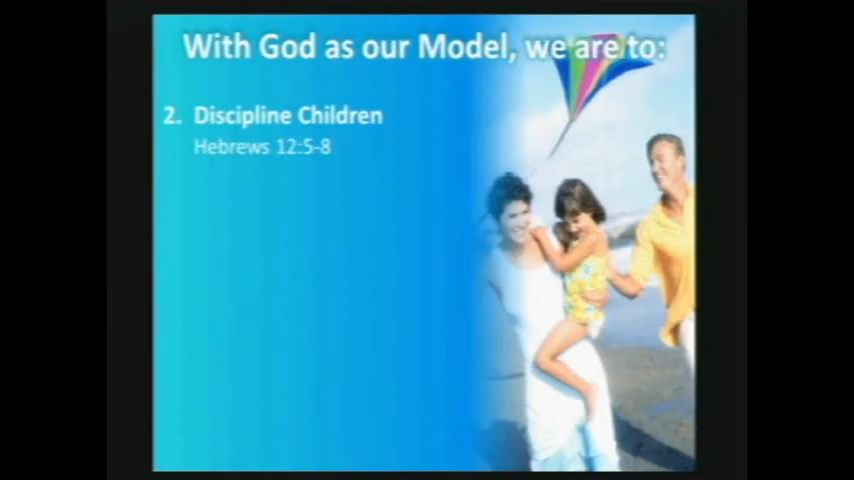 With God as our Model, we are to:
2. Discipline Children
Hebrews 12:5-8